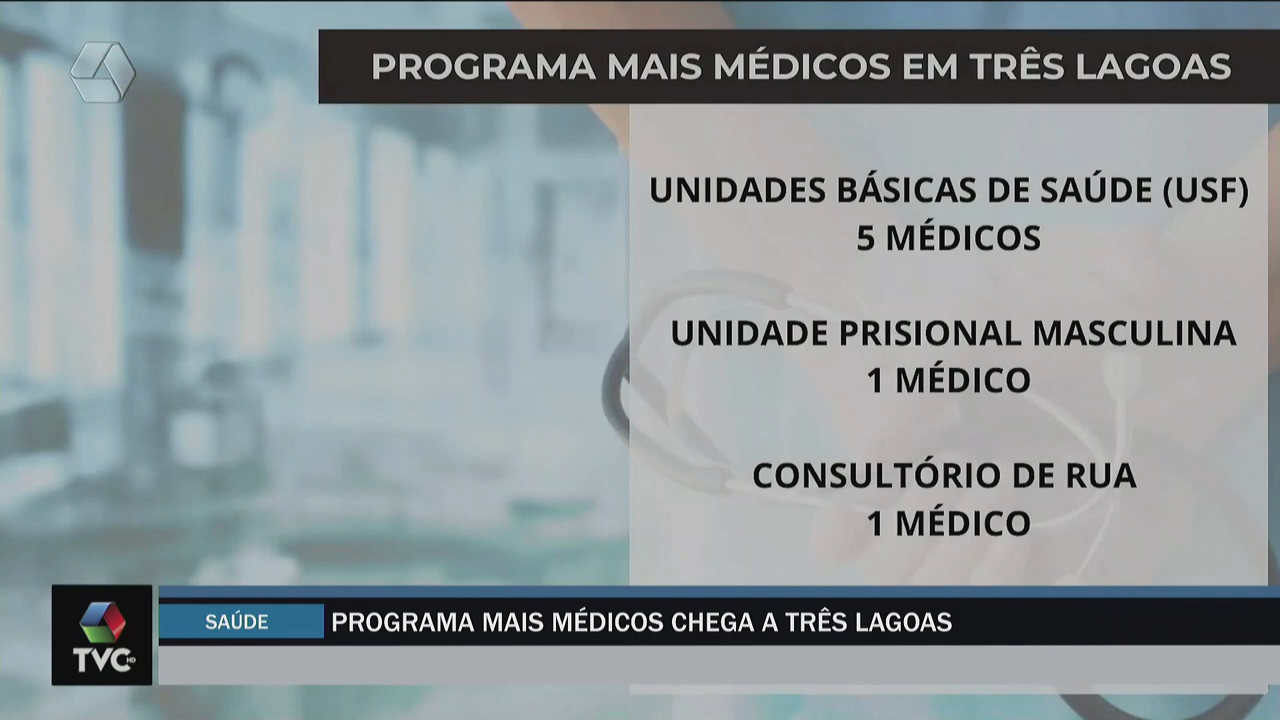 PROGRAMA MAIS MÉDICOS EM TRÊS LAGOAS
UNIDADES BÁSICAS DE SAÚDE (USF)
5 MÉDICOS
UNIDADE PRISIONAL MASCULINA
1 MÉDICO
CONSULTÓRIO DE RUA
1 MÉDICO
SAÚDE
PROGRAMA MAIS MÉDICOS CHEGA A TRÊS LAGOAS
TVC HD